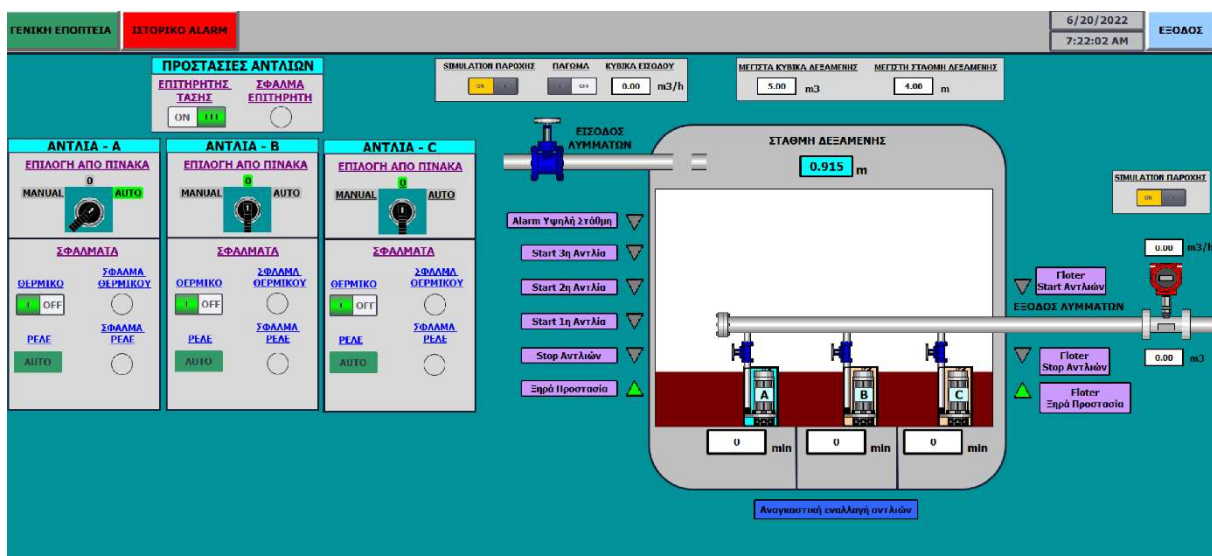 ΓΕΝΙΚΗ ΕΠΟΠΤΕΙΑ
ΙΣΤΟΡΙΚΟ ALARM
6/20/2022
7:22:02 AM
ΕΞΟΔΟΣ
ΠΡΟΣΤΑΣΙΕΣ ΑΝΤΛΙΩΝ
ΕΠΙΤΗΡΗΤΗΣ ΤΑΣΗΣ
ΣΦΑΛΜΑ ΕΠΙΤΗΡΗΤΗ
ON
SIMULATION ΠΑΡΟΧΗΣ
ΠΑΓΩΜΑ
ΚΥΒΙΚΑ ΕΙΣΟΔΟΥ
ON
OFF
0.00 m3/h
ΜΕΓΙΣΤΑ ΚΥΒΙΚΑ ΔΕΞΑΜΕΝΗΣ
ΜΕΓΙΣΤΗ ΣΤΑΘΜΗ ΔΕΞΑΜΕΝΗΣ
5.00 m3
4.00 m
ΑΝΤΛΙΑ - A
ΕΠΙΛΟΓΗ ΑΠΟ ΠΙΝΑΚΑ
0
MANUAL
AUTO
ΣΦΑΛΜΑΤΑ
ΘΕΡΜΙΚΟ
ΣΦΑΛΜΑ ΘΕΡΜΙΚΟΥ
I OFF
ΡΕΛΕ
ΣΦΑΛΜΑ ΡΕΛΕ
AUTO
ΑΝΤΛΙΑ - B
ΕΠΙΛΟΓΗ ΑΠΟ ΠΙΝΑΚΑ
0
MANUAL
AUTO
ΣΦΑΛΜΑΤΑ
ΘΕΡΜΙΚΟ
ΣΦΑΛΜΑ ΘΕΡΜΙΚΟΥ
I OFF
ΡΕΛΕ
ΣΦΑΛΜΑ ΡΕΛΕ
AUTO
ΑΝΤΛΙΑ - C
ΕΠΙΛΟΓΗ ΑΠΟ ΠΙΝΑΚΑ
0
MANUAL
AUTO
ΣΦΑΛΜΑΤΑ
ΘΕΡΜΙΚΟ
ΣΦΑΛΜΑ ΘΕΡΜΙΚΟΥ
I OFF
ΡΕΛΕ
ΣΦΑΛΜΑ ΡΕΛΕ
AUTO
ΕΙΣΟΔΟΣ
ΛΥΜΜΑΤΩΝ
ΣΤΑΘΜΗ ΔΕΞΑΜΕΝΗΣ
0.915 m
Alarm Υψηλή Στάθμη
Start 3η Αντλία
Start 2η Αντλία
Start 1η Αντλία
Stop Αντλιών
Ξηρά Προστασία
A
B
C
0 min
0 min
0 min
Αναγκαστική εναλλαγή αντλιών
SIMULATION ΠΑΡΟΧΗΣ
ON
0.00 m3/h
Floter
Start Αντλιών
ΕΞΟΔΟΣ ΛΥΜΜΑΤΩΝ
Floter
Stop Αντλιών
0.00 m3
Floter
Ξηρά Προστασία